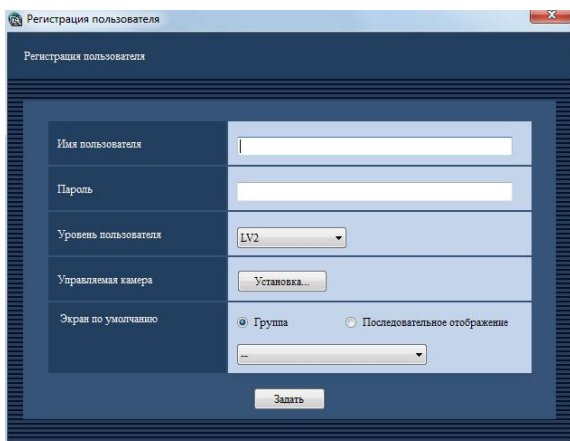 Регистрация пользователя
Регистрация пользователя
Имя пользователя
Пароль
Уровень пользователя
LV2
Управляемая камера
Установка...
Экран по умолчанию
Группа
Последовательное отображение
--
Задать